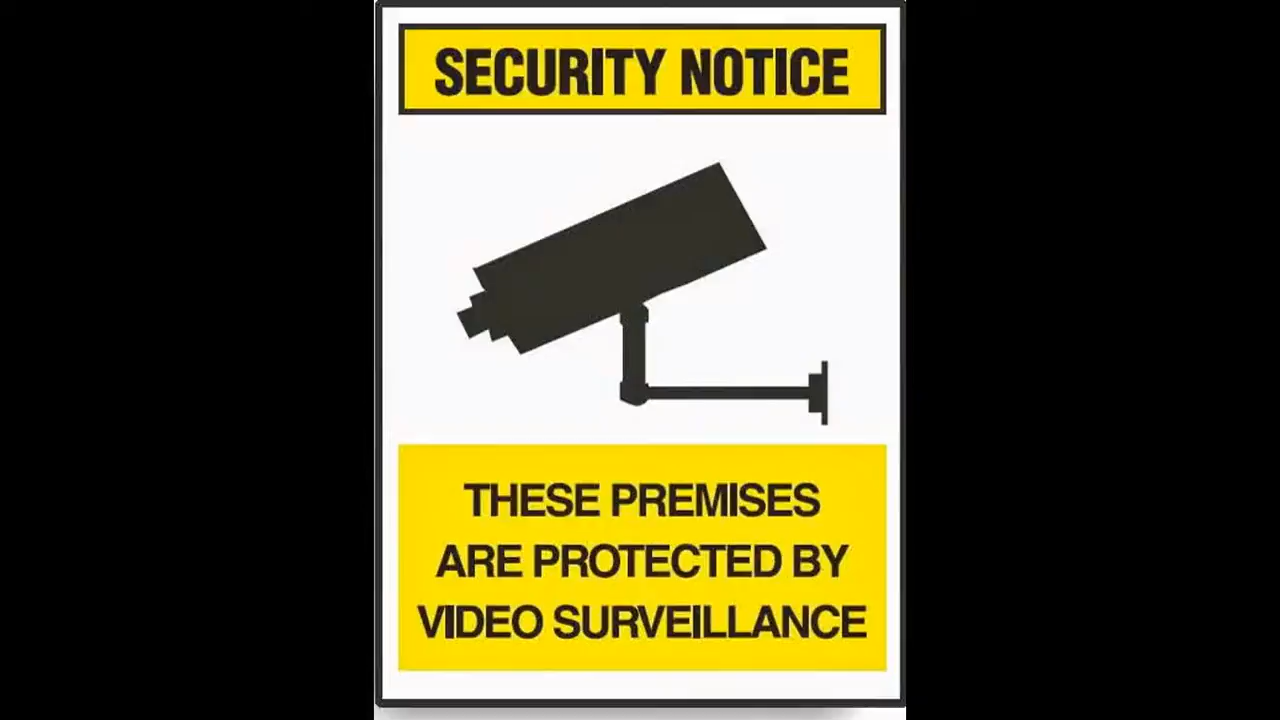 SECURITY NOTICE
THESE PREMISES
ARE PROTECTED BY
VIDEO SURVEILLANCE